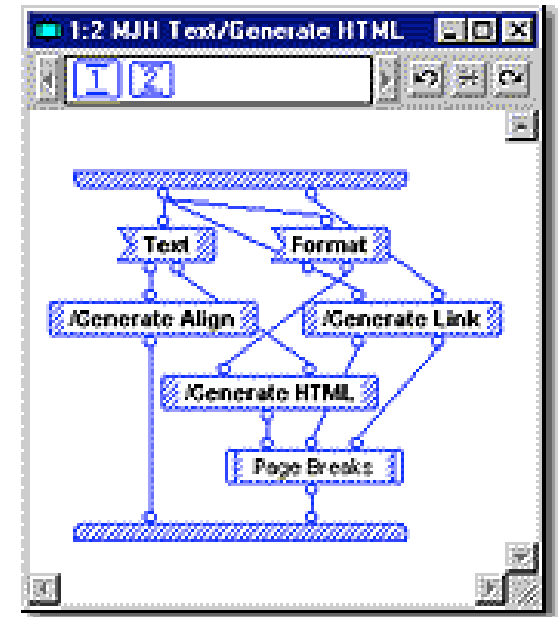 1:2 MJH Text/Generate HTML
1 2
Text Format
/Generate Align /Generate Link
/Generate HTML
Page Breaks